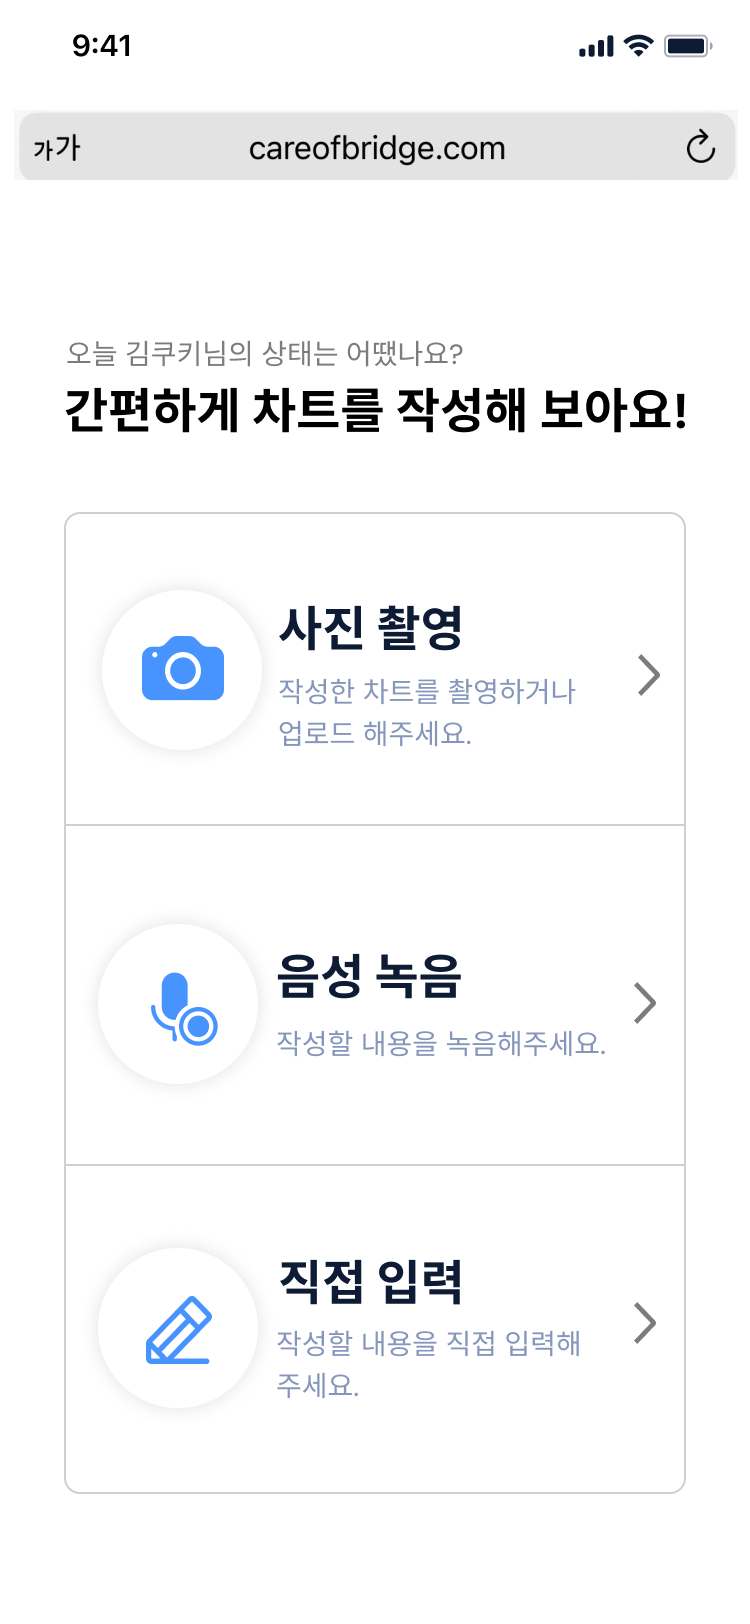 9:41
가가
careofbridge.com
오늘 김쿠키님의 상태는 어땠나요?
간편하게 차트를 작성해 보아요!
사진 촬영
작성한 차트를 촬영하거나
업로드 해주세요.
음성 녹음
작성할 내용을 녹음해주세요.
직접 입력
작성할 내용을 직접 입력해
주세요.